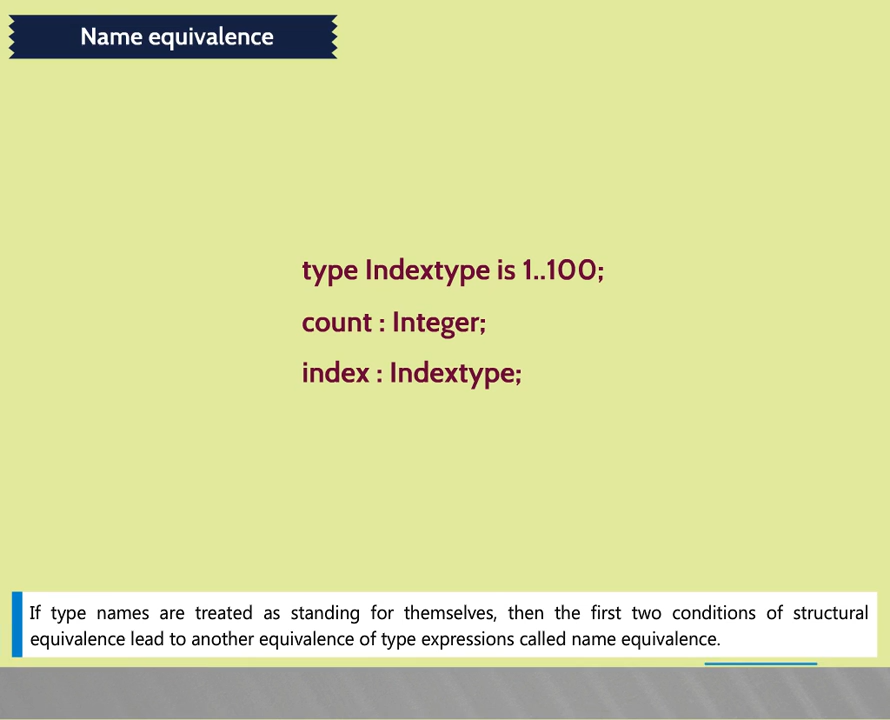 Name equivalence
type Indextype is 1..100;
count : Integer;
index : Indextype;
If type names are treated as standing for themselves, then the first two conditions of structural
equivalence lead to another equivalence of type expressions called name equivalence.